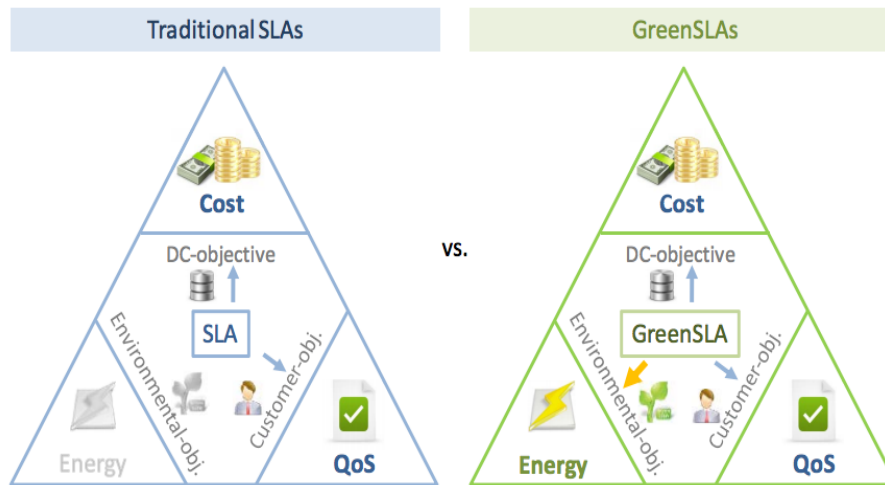 Traditional SLAs
Cost
DC-objective
SLA
Environmental-obj.
Customer-obj.
Energy
QoS
vs.
GreenSLAs
Cost
DC-objective
GreenSLA
Environmental-obj.
Customer-obj.
Energy
QoS